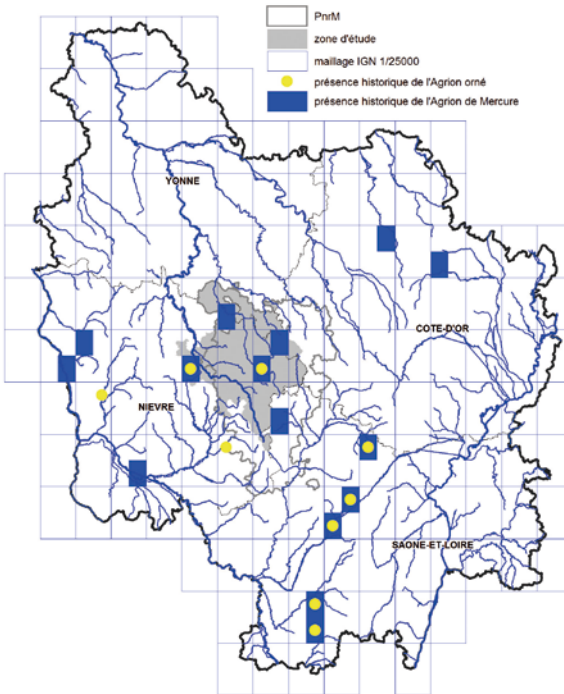 PnrM
zone d'étude
maillage IGN 1/25000
présence historique de l'Agrion orné
présence historique de l'Agrion de Mercure
YONNE
COTE-D'OR
NIEVRE
SAONE-ET-LOIRE